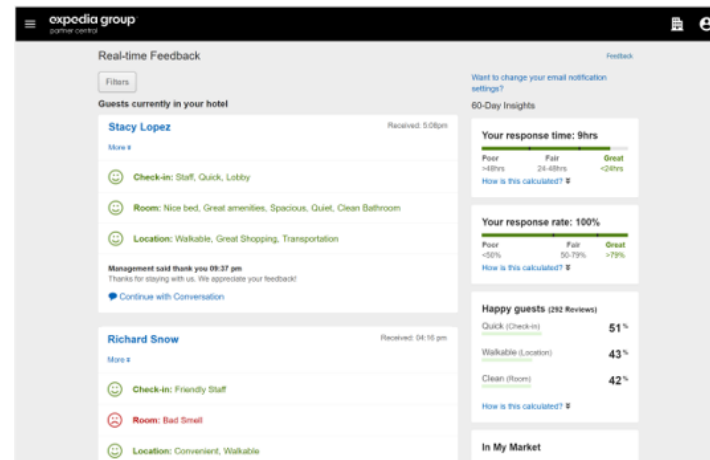 expedia group
partner central
Real-time Feedback
Feedback
Filters
Guests currently in your hotel
Stacy Lopez
Received: 5:08pm
More
Check-in: Staff, Quick, Lobby
Room: Nice bed, Great amenities, Spacious, Quiet, Clean Bathroom
Location: Walkable, Great Shopping, Transportation
Management said thank you 09:37 pm
Thanks for staying with us. We appreciate your feedback!
Continue with Conversation
Richard Snow
Received: 04:16 pm
More
Check-in: Friendly Staff
Room: Bad Smell
Location: Convenient, Walkable
Want to change your email notification
settings?
60-Day Insights
Your response time: 9hrs
Poor Fair Great
>48hrs 24-48hrs <24hrs
How is this calculated?
Your response rate: 100%
Poor Fair Great
<50% 50-79% >79%
How is this calculated?
Happy guests (292 Reviews)
Quick (Check-in) 51%
Walkable (Location) 43%
Clean (Room) 42%
How is this calculated?
In My Market